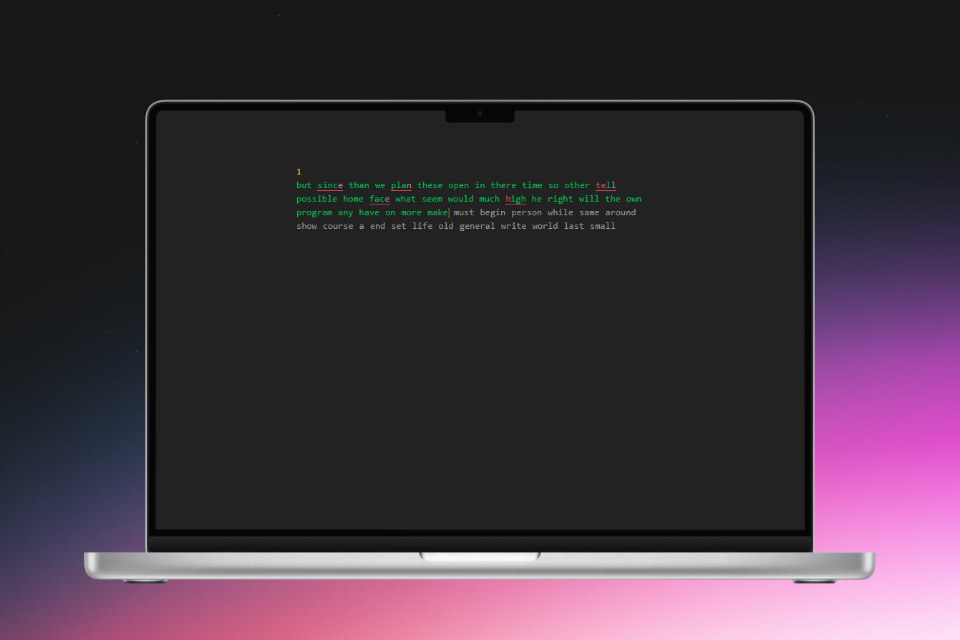 1
but since than we plan these open in there time so other tell
possible home face what seem would much high he right will the own
program any have on more make must begin person while same around
show course a end set life old general write world last small